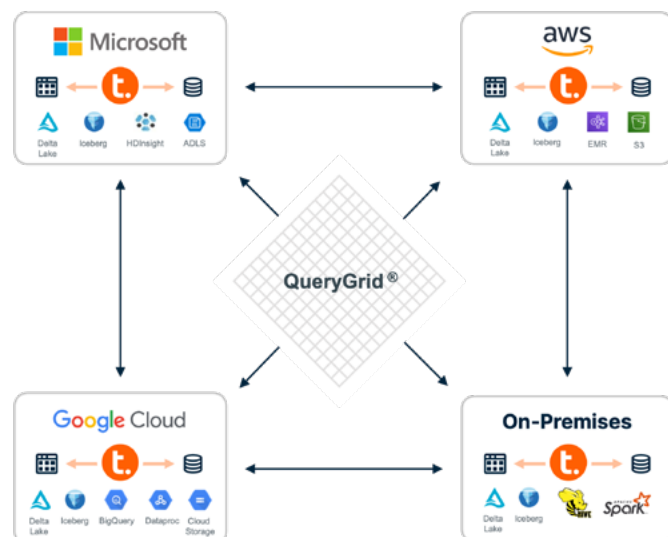 Microsoft
aws
t.
t.
Delta Lake
Iceberg
HDInsight
ADLS
Delta Lake
Iceberg
EMR
S3
QueryGrid ®
Google Cloud
On-Premises
t.
t.
Delta Lake
Iceberg
BigQuery
Dataproc
Cloud Storage
Delta Lake
Iceberg
HIVE
APACHE
Spark